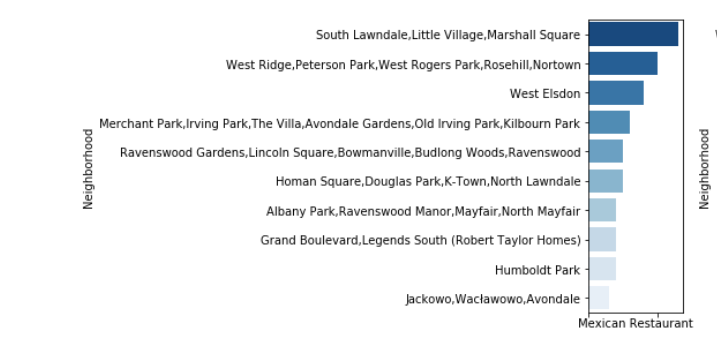 South Lawndale,Little Village,Marshall Square
West Ridge,Peterson Park,West Rogers Park,Rosehill,Nortown
West Elsdon
Merchant Park,Irving Park,The Villa,Avondale Gardens,Old Irving Park,Kilbourn Park
Ravenswood Gardens,Lincoln Square,Bowmanville,Budlong Woods,Ravenswood
Homan Square,Douglas Park,K-Town,North Lawndale
Albany Park,Ravenswood Manor,Mayfair,North Mayfair
Grand Boulevard,Legends South (Robert Taylor Homes)
Humboldt Park
Jackowo,Wacławowo,Avondale
Neighborhood
Mexican Restaurant
Neighborhood